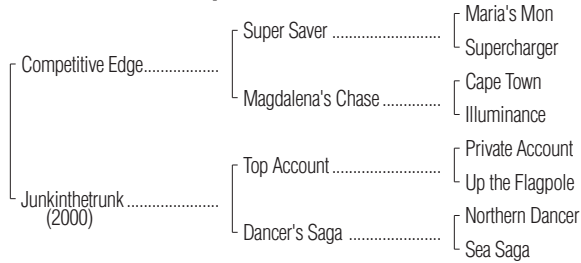 Maria's Mon
Super Saver ..................
Supercharger
Competitive Edge..................
Cape Town
Magdalena's Chase .............
Illuminance
Private Account
Top Account ..................
Up the Flagpole
Junkinthetrunk ...................
(2000)
Northern Dancer
Dancer's Saga ...............
Sea Saga